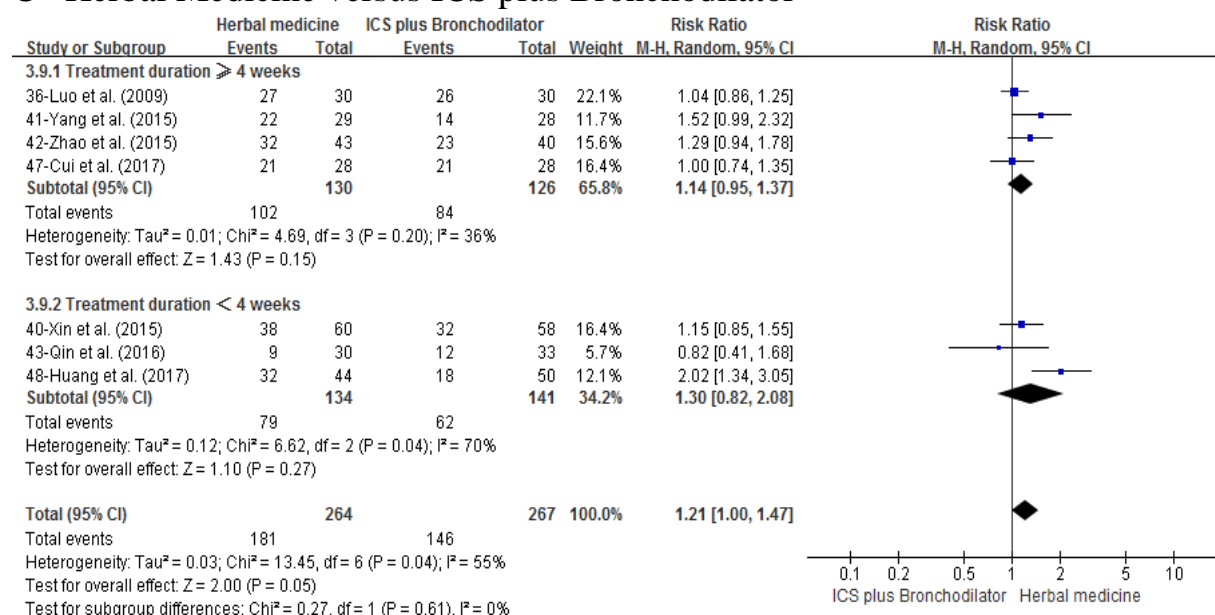 C Herbal Medicine versus ICS plus Bronchodilator
Herbal medicine ICS plus Bronchodilator Risk Ratio Risk Ratio
Study or Subgroup Events Total Events Total Weight M-H, Random, 95% CI M-H, Random, 95% CI
3.9.1 Treatment duration ⩾ 4 weeks
36-Luo et al. (2009) 27 30 26 30 22.1% 1.04 [0.86, 1.25]
41-Yang et al. (2015) 22 29 14 28 11.7% 1.52 [0.99, 2.32]
42-Zhao et al. (2015) 32 43 23 40 15.6% 1.29 [0.94, 1.78]
47-Cui et al. (2017) 21 28 21 28 16.4% 1.00 [0.74, 1.35]
Subtotal (95% CI) 130 126 65.8% 1.14 [0.95, 1.37]
Total events 102 84
Heterogeneity: Tau² = 0.01; Chi² = 4.69, df = 3 (P = 0.20); I² = 36%
Test for overall effect: Z = 1.43 (P = 0.15)
3.9.2 Treatment duration < 4 weeks
40-Xin et al. (2015) 38 60 32 58 16.4% 1.15 [0.85, 1.55]
43-Qin et al. (2016) 9 30 12 33 5.7% 0.82 [0.41, 1.68]
48-Huang et al. (2017) 32 44 18 50 12.1% 2.02 [1.34, 3.05]
Subtotal (95% CI) 134 141 34.2% 1.30 [0.82, 2.08]
Total events 79 62
Heterogeneity: Tau² = 0.12; Chi² = 6.62, df = 2 (P = 0.04); I² = 70%
Test for overall effect: Z = 1.10 (P = 0.27)
Total (95% CI) 264 267 100.0% 1.21 [1.00, 1.47]
Total events 181 146
Heterogeneity: Tau² = 0.03; Chi² = 13.45, df = 6 (P = 0.04); I² = 55%
Test for overall effect: Z = 2.00 (P = 0.05)
Test for subgroup differences: Chi² = 0.27, df = 1 (P = 0.61), I² = 0%
0.1 0.2 0.5 1 2 5 10
ICS plus Bronchodilator Herbal medicine